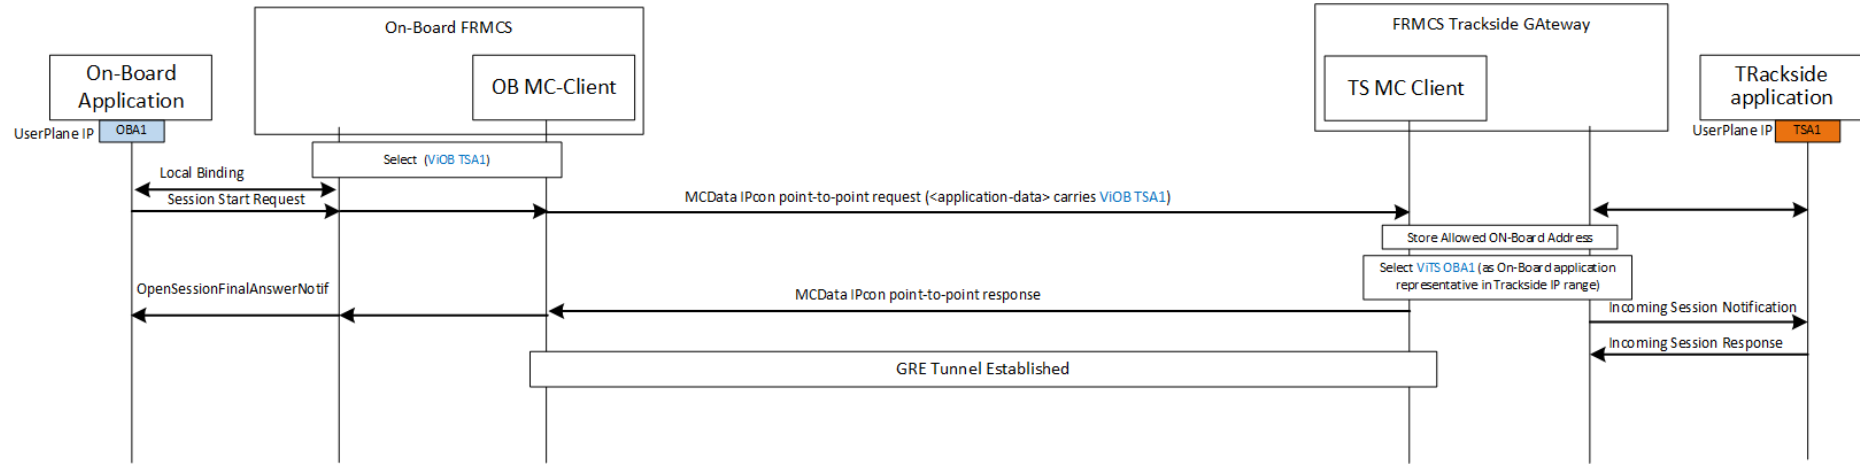 On-Board FRMCS
FRMCS Trackside GAteway
On-Board
Application
OB MC-Client
TS MC Client
TRackside
application
UserPlane IP
OBA1
UserPlane IP
TSA1
Select (ViOB TSA1)
Local Binding
Session Start Request
MCData IPcon point-to-point request (<application-data> carries ViOB TSA1)
Store Allowed ON-Board Address
Select ViTS OBA1 (as On-Board application
representative in Trackside IP range)
OpenSessionFinalAnswerNotif
MCData IPcon point-to-point response
Incoming Session Notification
Incoming Session Response
GRE Tunnel Established